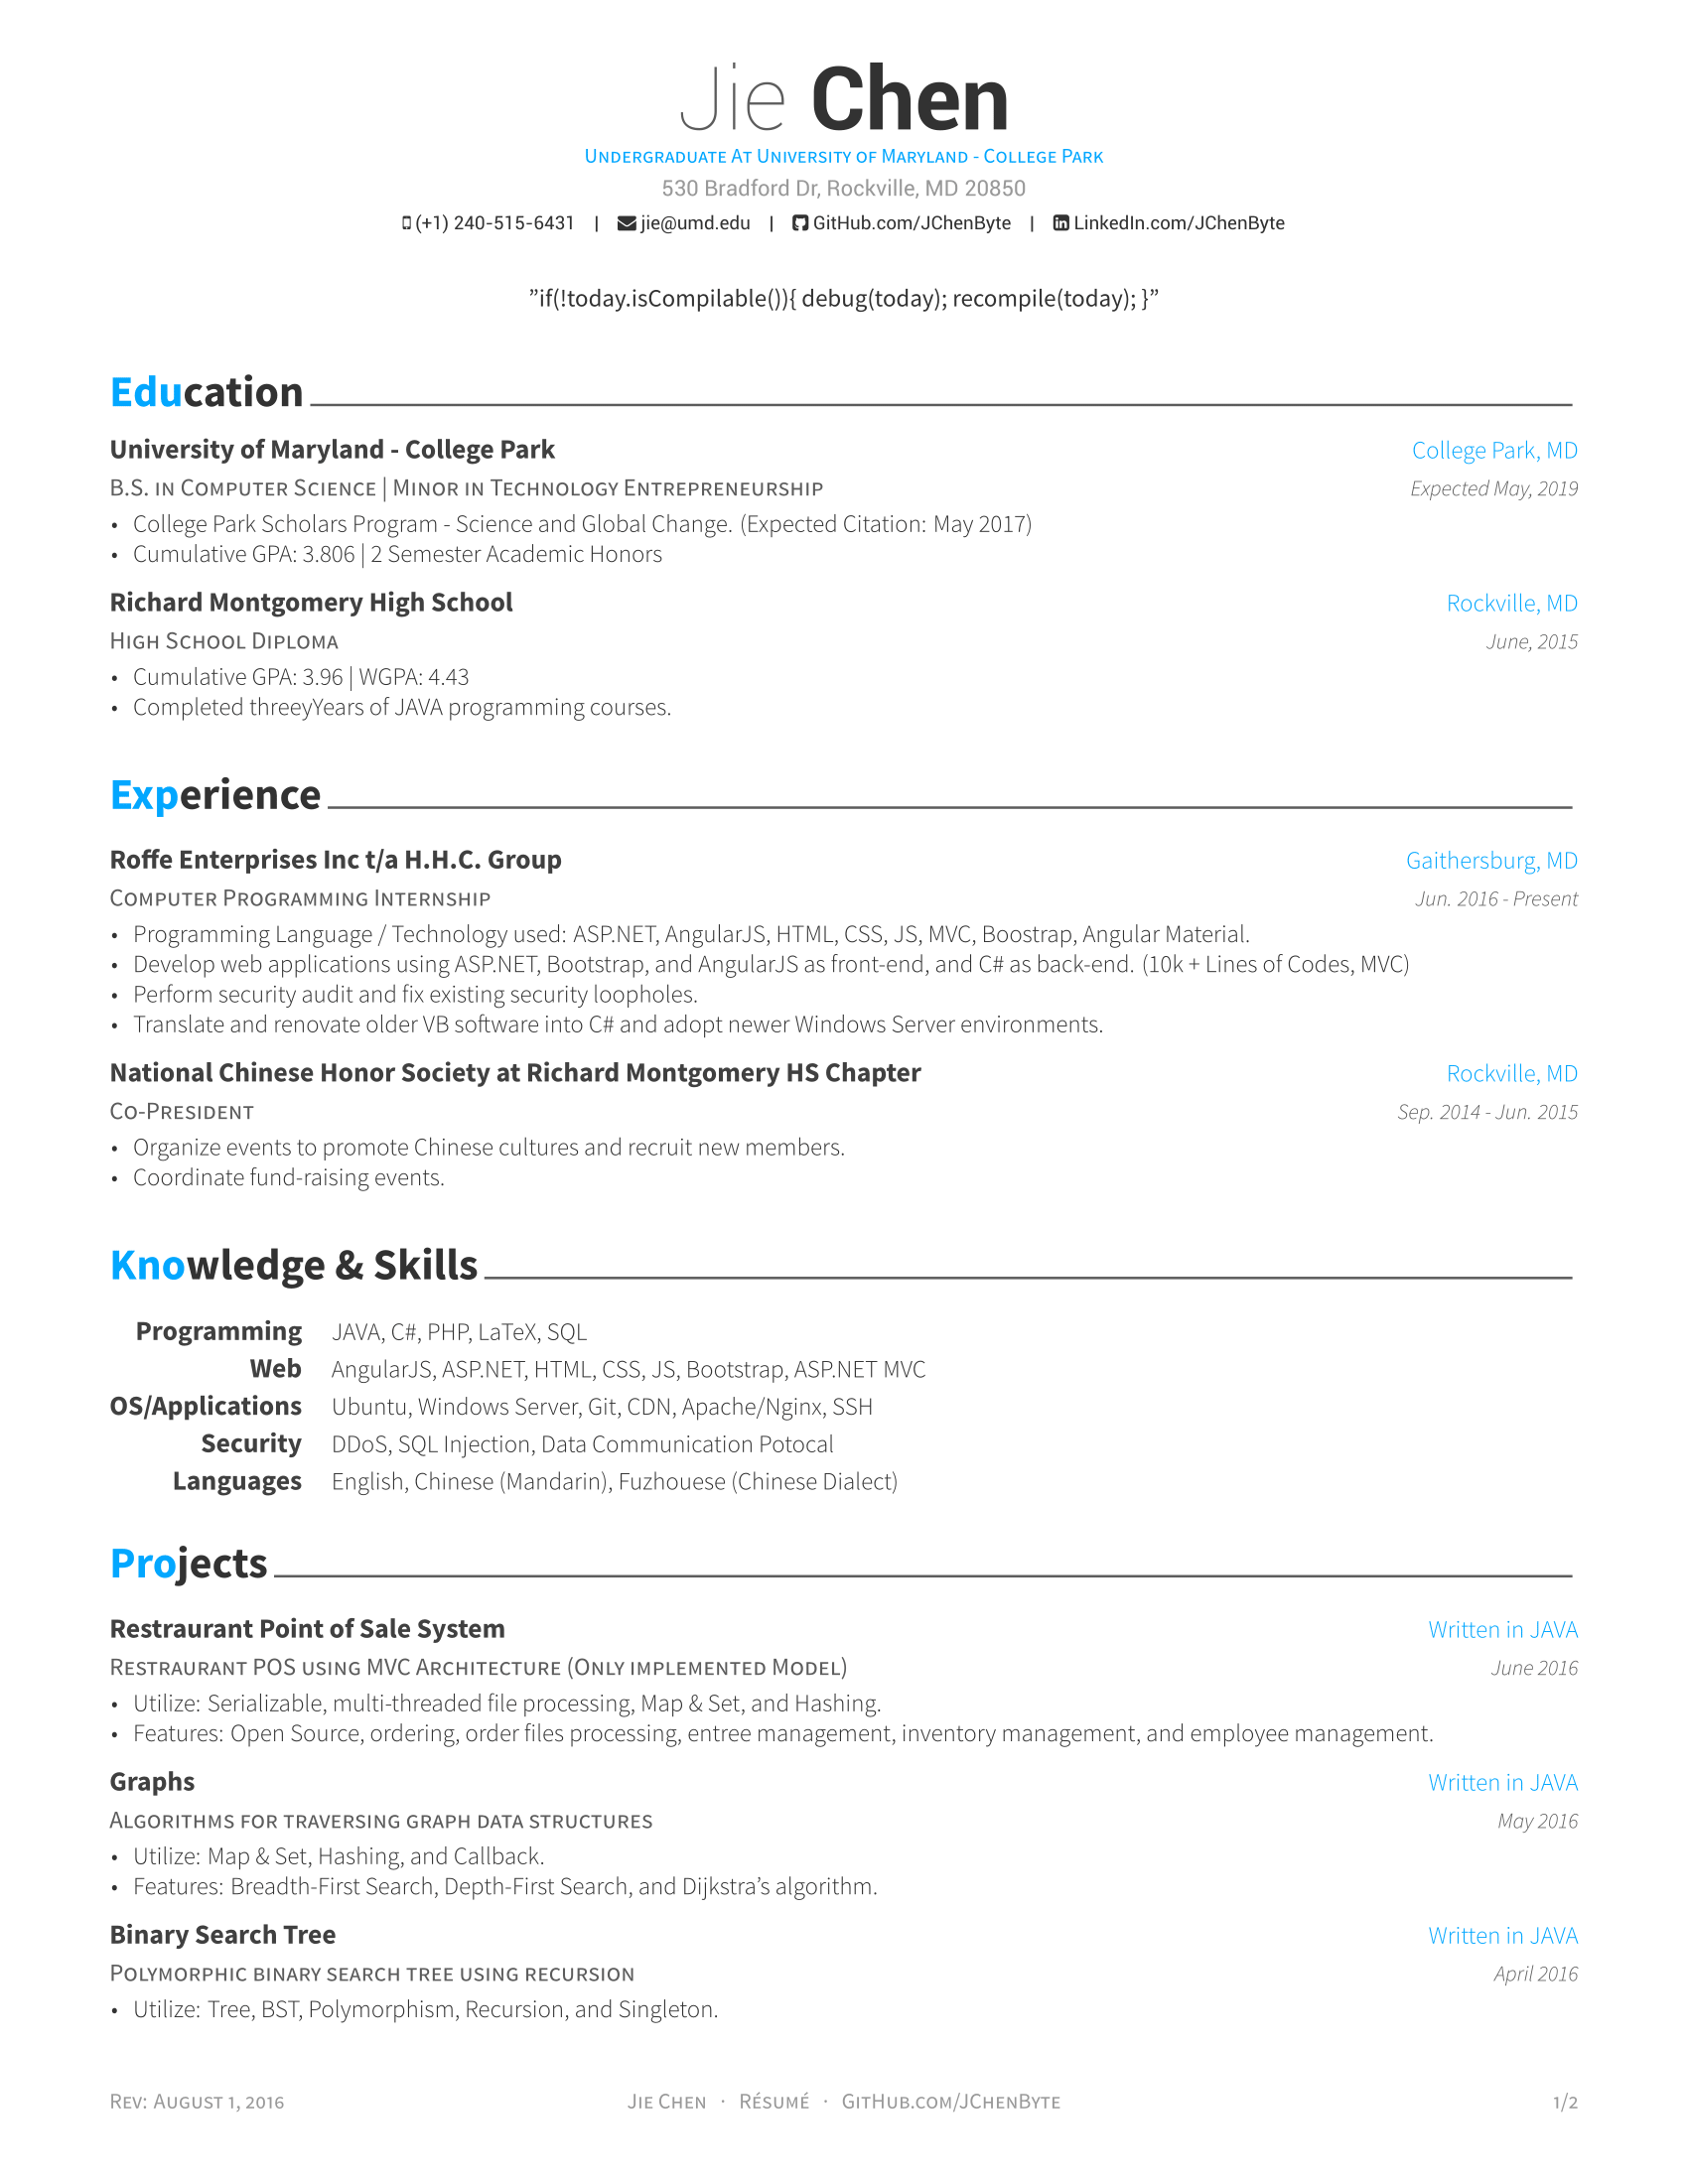 Jie Chen
Undergraduate At University of Maryland - College Park
530 Bradford Dr, Rockville, MD 20850
(+1) 240-515-6431 | jie@umd.edu | GitHub.com/JChenByte | LinkedIn.com/JChenByte
”if(!today.isCompilable()){ debug(today); recompile(today); }”
Education
University of Maryland - College Park College Park, MD
B.S. in Computer Science | Minor in Technology Entrepreneurship Expected May, 2019
• College Park Scholars Program - Science and Global Change. (Expected Citation: May 2017)
• Cumulative GPA: 3.806 | 2 Semester Academic Honors
Richard Montgomery High School Rockville, MD
High School Diploma June, 2015
• Cumulative GPA: 3.96 | WGPA: 4.43
• Completed threeyYears of JAVA programming courses.
Experience
Roffe Enterprises Inc t/a H.H.C. Group Gaithersburg, MD
Computer Programming Internship Jun. 2016 - Present
• Programming Language / Technology used: ASP.NET, AngularJS, HTML, CSS, JS, MVC, Boostrap, Angular Material.
• Develop web applications using ASP.NET, Bootstrap, and AngularJS as front-end, and C# as back-end. (10k + Lines of Codes, MVC)
• Perform security audit and fix existing security loopholes.
• Translate and renovate older VB software into C# and adopt newer Windows Server environments.
National Chinese Honor Society at Richard Montgomery HS Chapter Rockville, MD
Co-President Sep. 2014 - Jun. 2015
• Organize events to promote Chinese cultures and recruit new members.
• Coordinate fund-raising events.
Knowledge & Skills
Programming JAVA, C#, PHP, LaTeX, SQL
Web AngularJS, ASP.NET, HTML, CSS, JS, Bootstrap, ASP.NET MVC
OS/Applications Ubuntu, Windows Server, Git, CDN, Apache/Nginx, SSH
Security DDoS, SQL Injection, Data Communication Potocal
Languages English, Chinese (Mandarin), Fuzhouese (Chinese Dialect)
Projects
Restraurant Point of Sale System Written in JAVA
Restraurant POS using MVC Architecture (Only implemented Model) June 2016
• Utilize: Serializable, multi-threaded file processing, Map & Set, and Hashing.
• Features: Open Source, ordering, order files processing, entree management, inventory management, and employee management.
Graphs Written in JAVA
Algorithms for traversing graph data structures May 2016
• Utilize: Map & Set, Hashing, and Callback.
• Features: Breadth-First Search, Depth-First Search, and Dijkstra’s algorithm.
Binary Search Tree Written in JAVA
Polymorphic binary search tree using recursion April 2016
• Utilize: Tree, BST, Polymorphism, Recursion, and Singleton.
Rev: August 1, 2016 Jie Chen · Résumé · GitHub.com/JChenByte 1/2